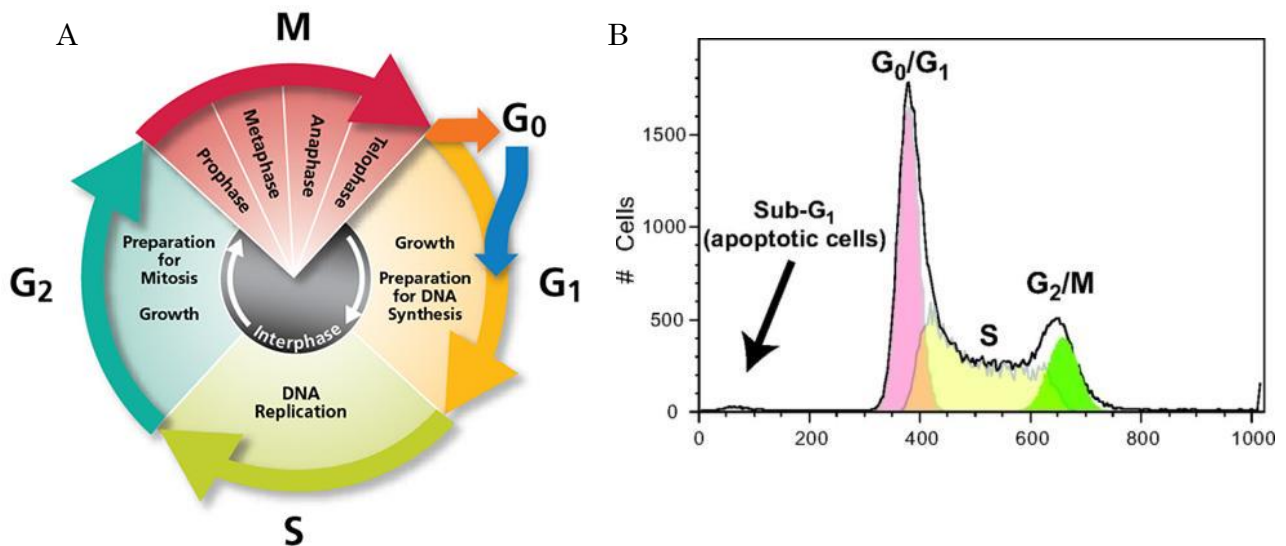 A
M
Prophase
Metaphase
Anaphase
Telophase
G₀
Preparation
for
Mitosis
Growth
G₂
Growth
Preparation
for DNA
Synthesis
G₁
Interphase
DNA
Replication
S
B
G₀/G₁
1500
1000
500
0
# Cells
Sub-G₁
(apoptotic cells)
S
G₂/M
0
200
400
600
800
1000